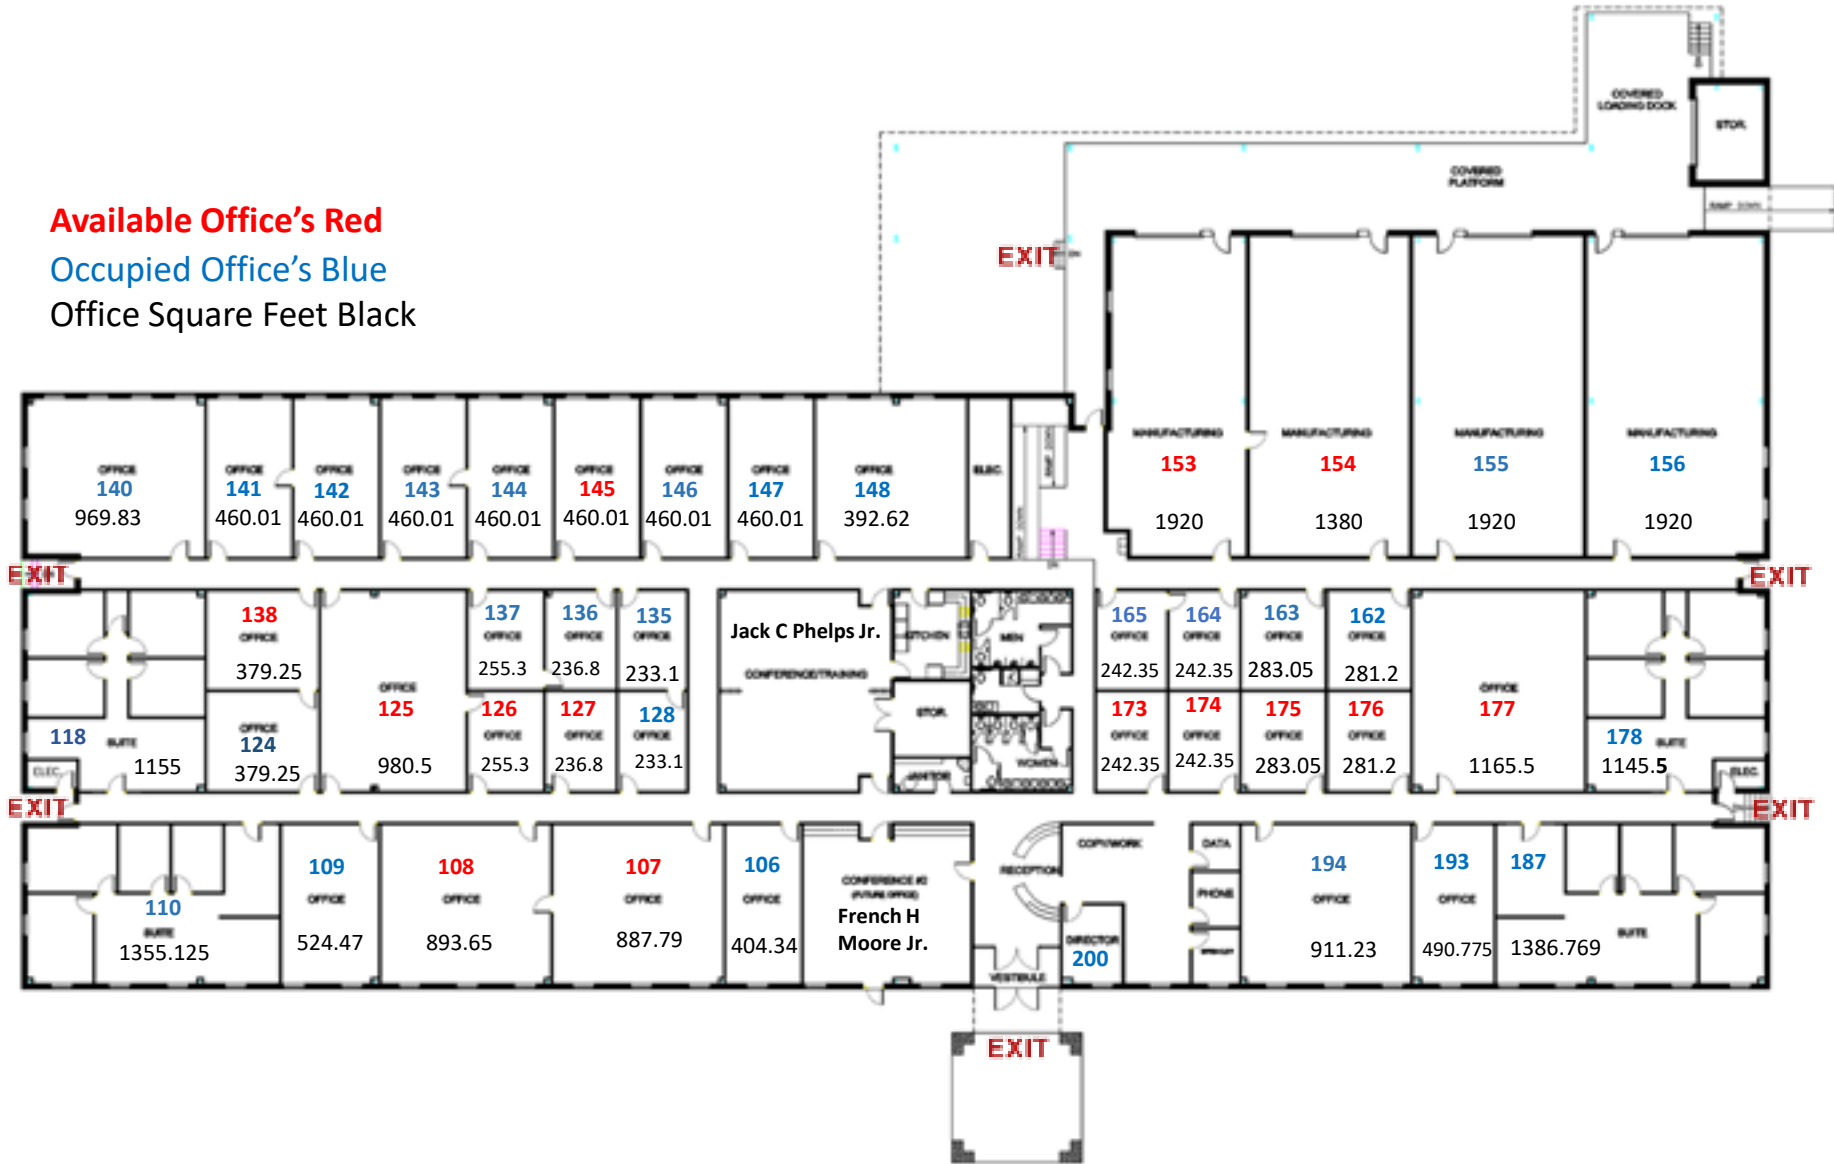 COVERED
LOADING DOCK
STOR.
COVERED
PLATFORM
RAMP DOWN
Available Office's Red
Occupied Office's Blue
Office Square Feet Black
EXIT
MANUFACTURING
153
1920
MANUFACTURING
154
1380
MANUFACTURING
155
1920
MANUFACTURING
156
1920
OFFICE
140
969.83
OFFICE
141
460.01
OFFICE
142
460.01
OFFICE
143
460.01
OFFICE
144
460.01
OFFICE
145
460.01
OFFICE
146
460.01
OFFICE
147
460.01
OFFICE
148
392.62
ELEC.
RAMP DOWN
RAMP DOWN
EXIT
EXIT
118
SUITE
1155
ELEC.
138
OFFICE
379.25
OFFICE
124
379.25
OFFICE
125
980.5
137
OFFICE
255.3
136
OFFICE
236.8
135
OFFICE
233.1
126
OFFICE
255.3
127
OFFICE
236.8
128
OFFICE
233.1
Jack C Phelps Jr.
CONFERENCE/TRAINING
KITCHEN
STOR.
JANITOR
MEN
WOMEN
165
OFFICE
242.35
164
OFFICE
242.35
163
OFFICE
283.05
162
OFFICE
281.2
173
OFFICE
242.35
174
OFFICE
242.35
175
OFFICE
283.05
176
OFFICE
281.2
OFFICE
177
1165.5
178
SUITE
1145.5
ELEC.
EXIT
EXIT
110
SUITE
1355.125
109
OFFICE
524.47
108
OFFICE
893.65
107
OFFICE
887.79
106
OFFICE
404.34
CONFERENCE #2
(FUTURE OFFICE)
French H
Moore Jr.
RECEPTION
VESTIBULE
COPY/WORK
DIRECTOR
200
DATA
PHONE
194
OFFICE
911.23
193
OFFICE
490.775
187
SUITE
1386.769
EXIT